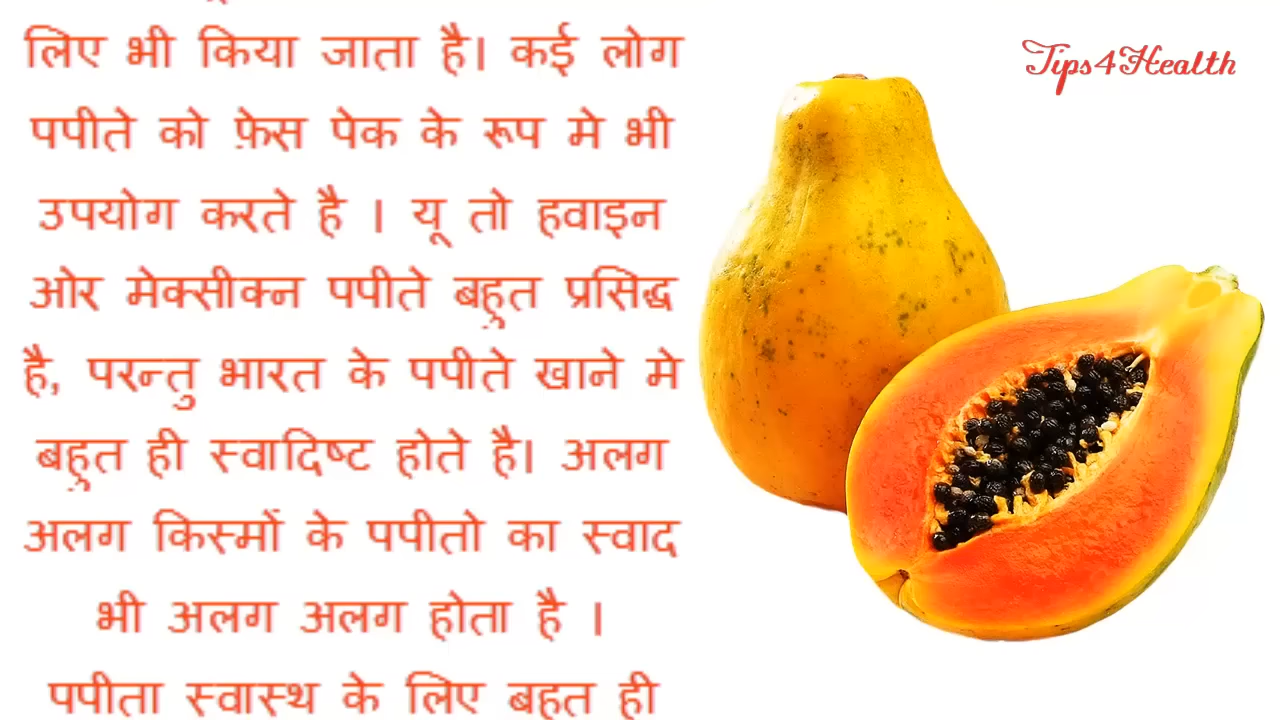 लिए भी किया जाता है। कई लोग
पपीते को फ़ेस पेक के रूप मे भी
उपयोग करते है । यू तो हवाइन
ओर मेक्सीक्न पपीते बहुत प्रसिद्ध
है, परन्तु भारत के पपीते खाने मे
बहुत ही स्वादिष्ट होते है। अलग
अलग किस्मों के पपीतो का स्वाद
भी अलग अलग होता है ।
पपीता स्वास्थ के लिए बहुत ही
Tips4Health